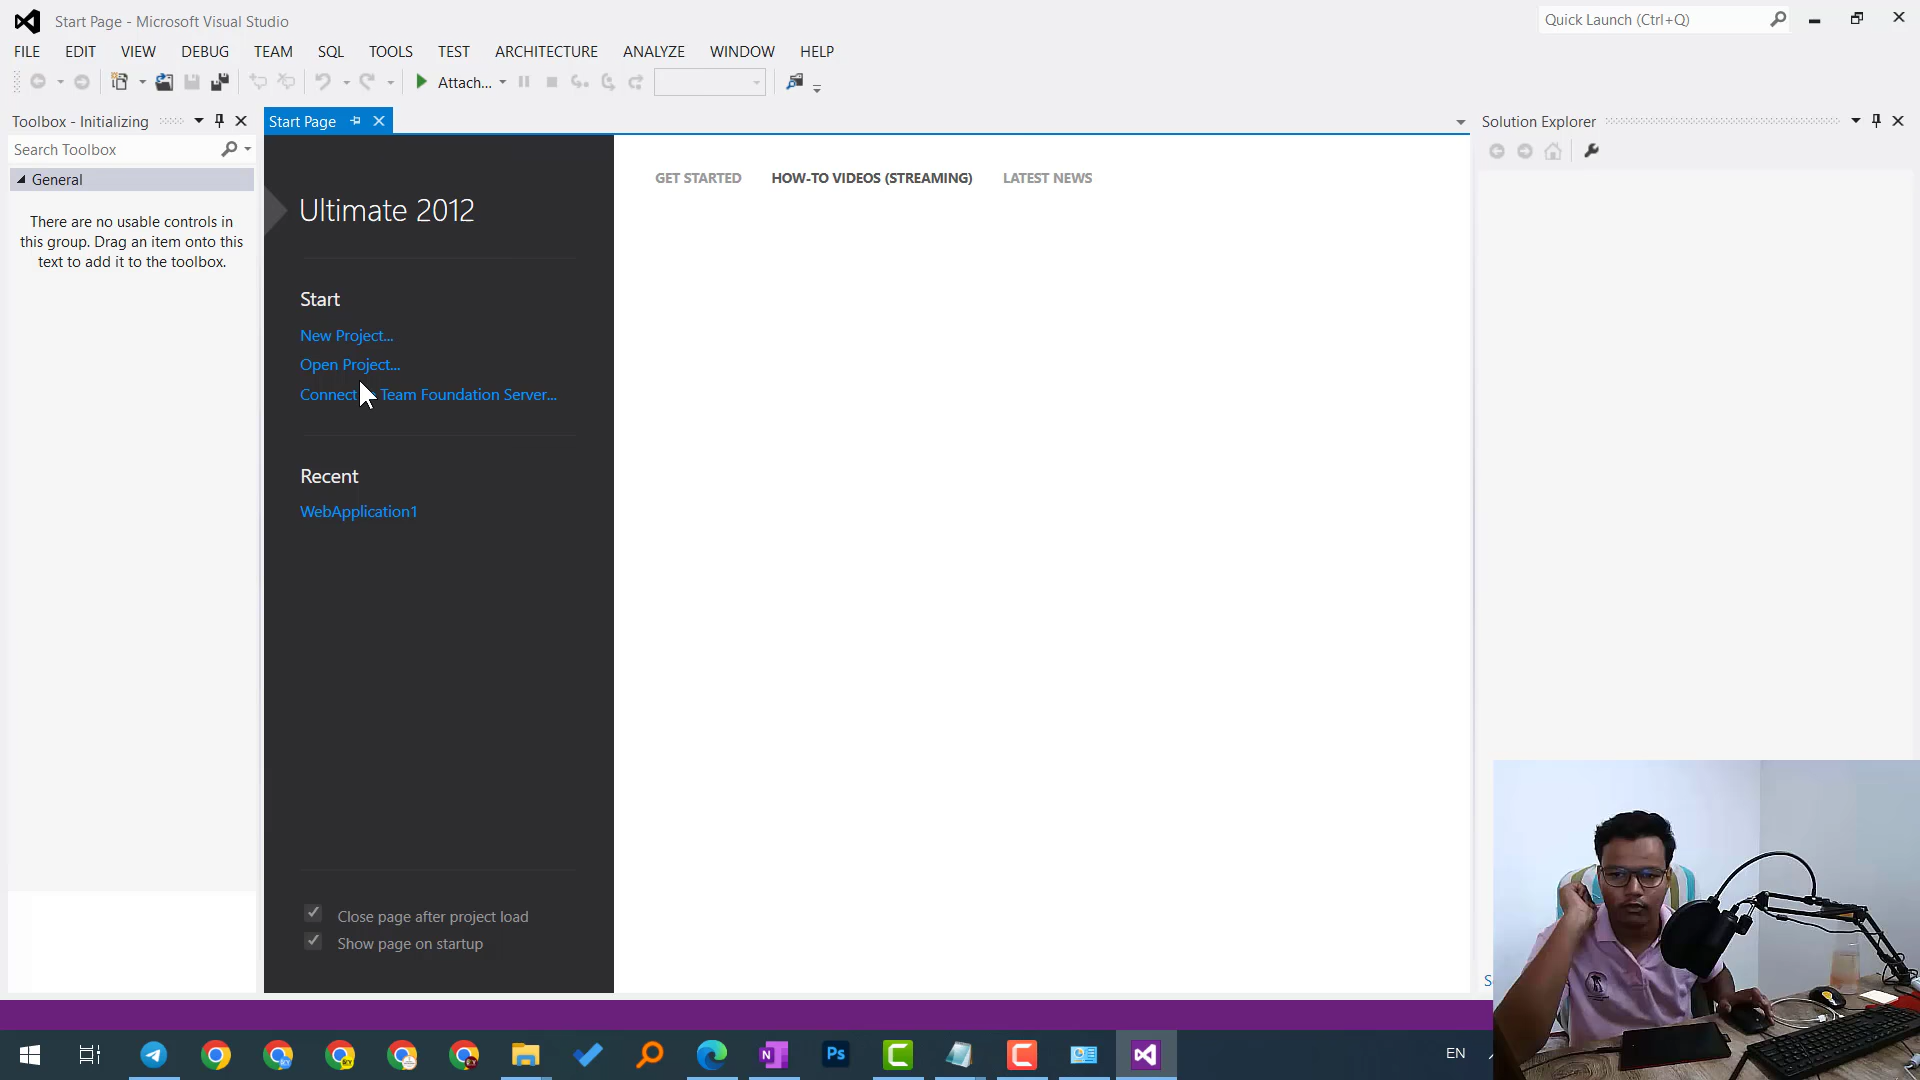 Start Page - Microsoft Visual Studio
Quick Launch (Ctrl+Q)
FILE EDIT VIEW DEBUG TEAM SQL TOOLS TEST ARCHITECTURE ANALYZE WINDOW HELP
Attach...
Toolbox - Initializing
Start Page
Solution Explorer
Search Toolbox
General
There are no usable controls in
this group. Drag an item onto this
text to add it to the toolbox.
GET STARTED HOW-TO VIDEOS (STREAMING) LATEST NEWS
Ultimate 2012
Start
New Project...
Open Project...
Connect Team Foundation Server...
Recent
WebApplication1
Close page after project load
Show page on startup
N
Ps
EN